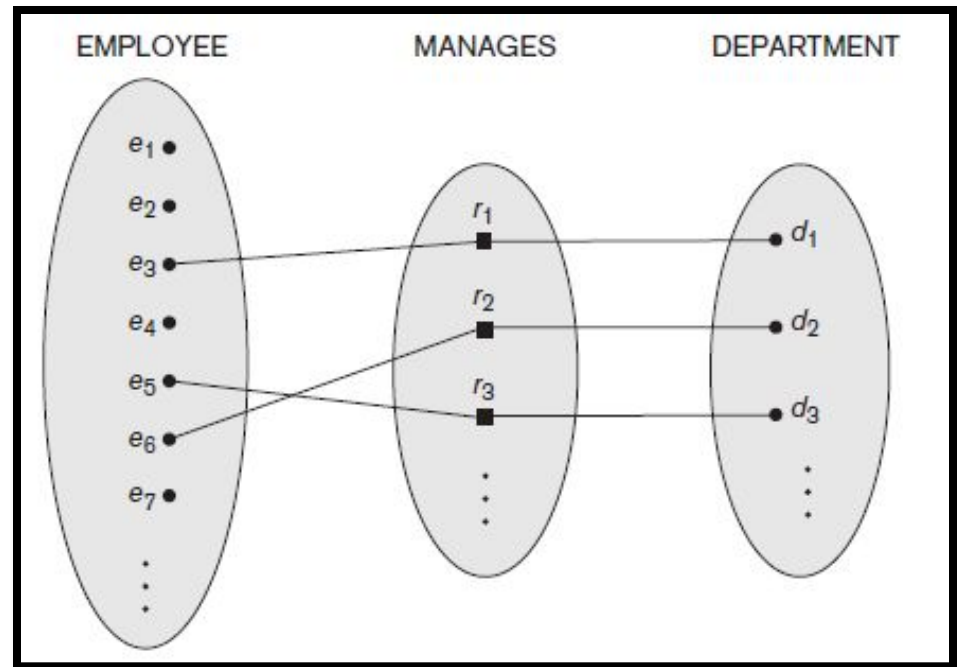 EMPLOYEE MANAGES DEPARTMENT
e1
e2
e3
e4
e5
e6
e7
r1
r2
r3
d1
d2
d3